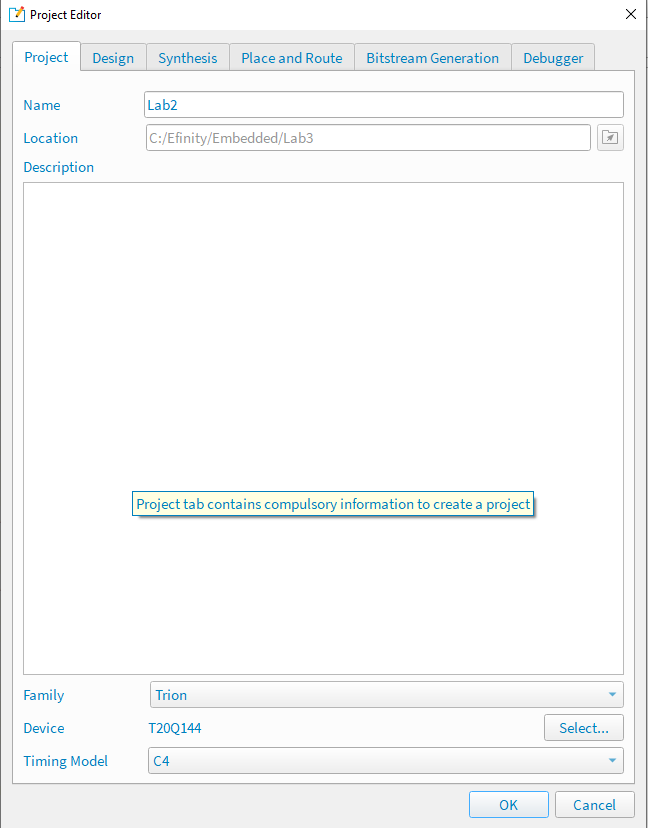 Project Editor
Project Design Synthesis Place and Route Bitstream Generation Debugger
Name Lab2
Location C:/Efinity/Embedded/Lab3
Description
Project tab contains compulsory information to create a project
Family Trion
Device T20Q144 Select...
Timing Model C4
OK Cancel